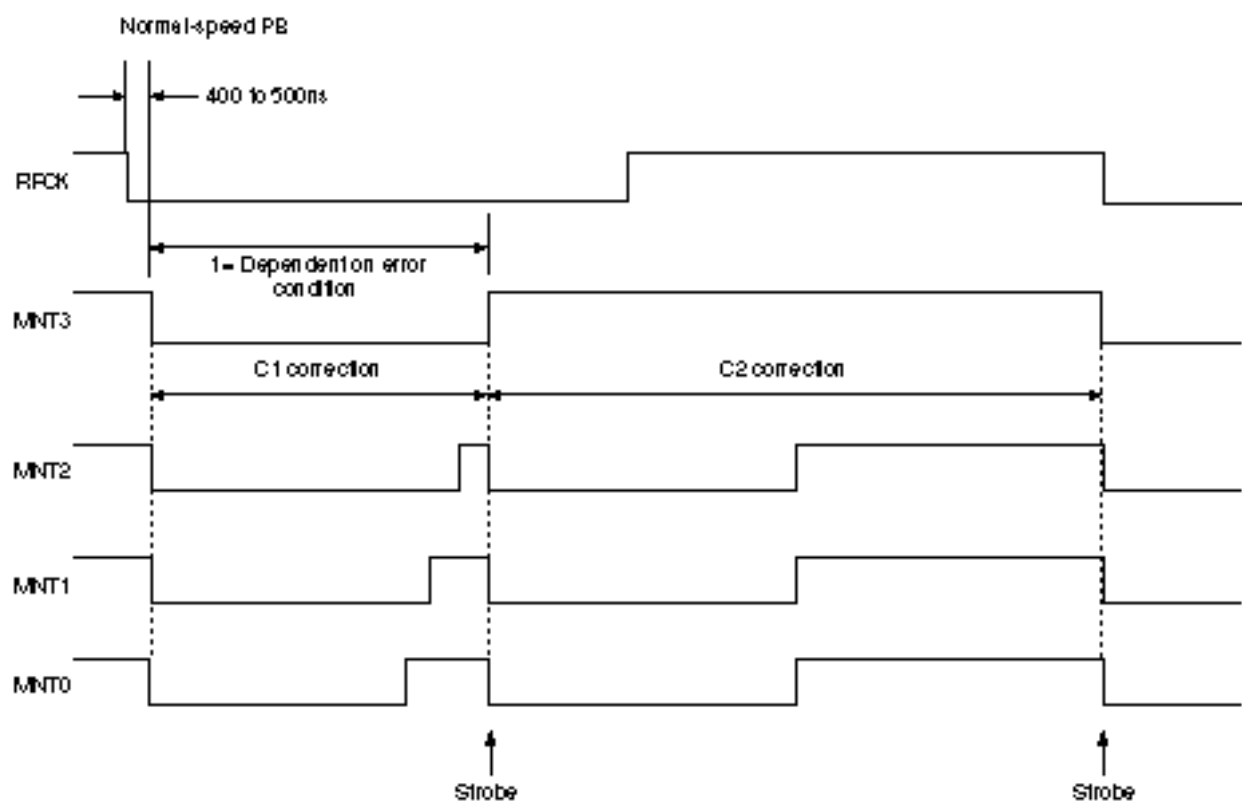 Normal-speed PB
400 to 500ns
RFCK
t = Dependent on error
condition
MNT3
C1 correction
C2 correction
MNT2
MNT1
MNT0
Strobe
Strobe